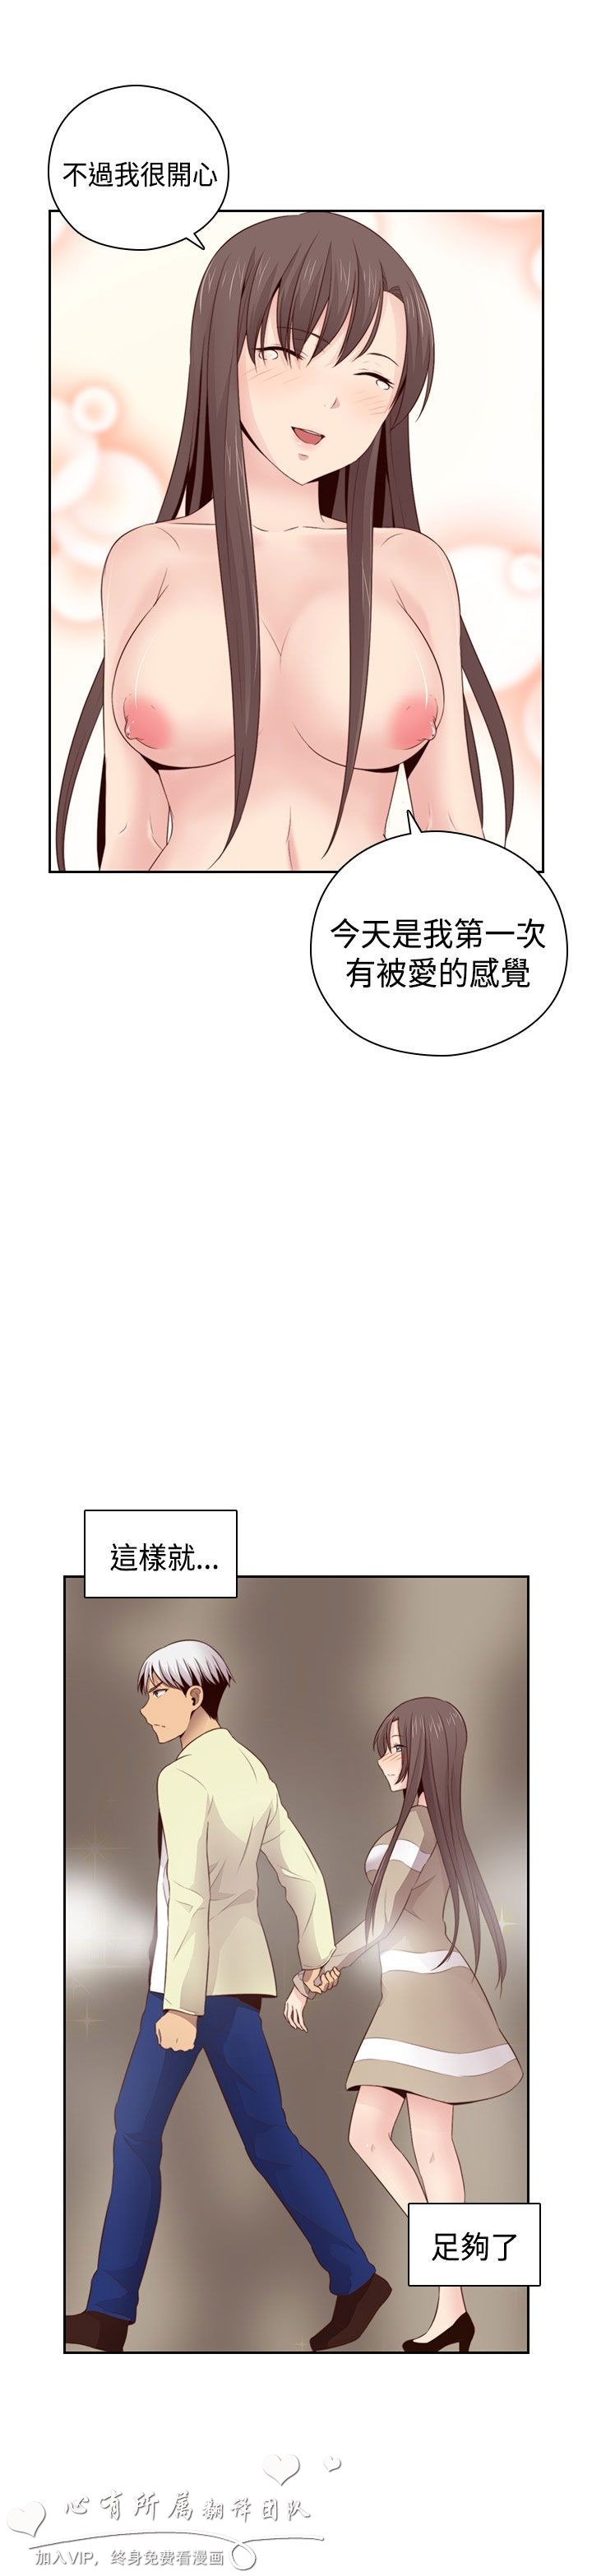 不過我很開心
今天是我第一次
有被愛的感覺
這樣就...
足夠了
心有所属翻译团队
加入VIP，终身免费看漫画